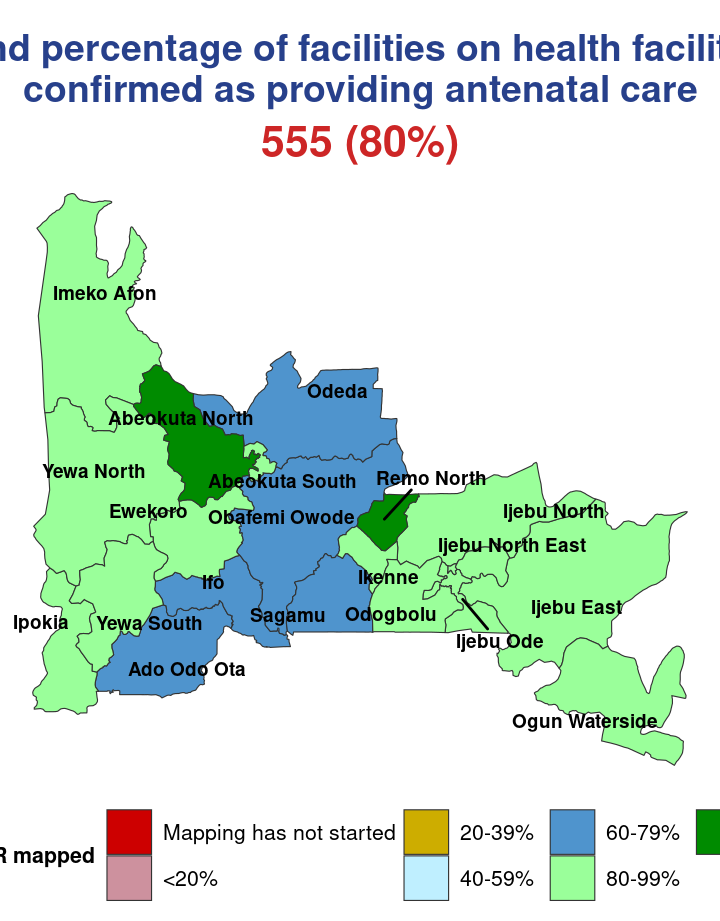 percentage of facilities on health
confirmed as providing antenatal care
555 (80%)
Imeko Afon
Odeda
Abeokuta North
Yewa North
Abeokuta South
Remo North
Ewekoro
Obafemi Owode
Ijebu North
Ijebu North East
Ifo
Ikenne
Ipokia
Yewa South
Sagamu
Odogbolu
Ijebu East
Ijebu Ode
Ado Odo Ota
Ogun Waterside
mapped
Mapping has not started
20-39%
60-79%
<20%
40-59%
80-99%